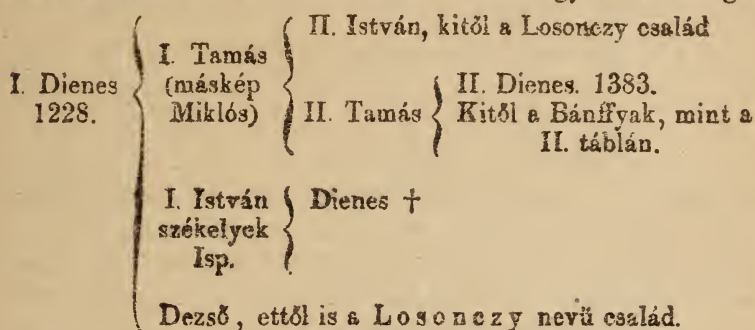 II. István, kitől a Losonczy család
I. Tamás
(máskép
Miklós)
I. Dienes
1228.
II. Tamás
II. Dienes. 1383.
Kitől a Bánffyak, mint a
II. táblán.
I. István
székelyek
Isp.
Dienes †
Dezső, ettől is a Losonczy nevü család.